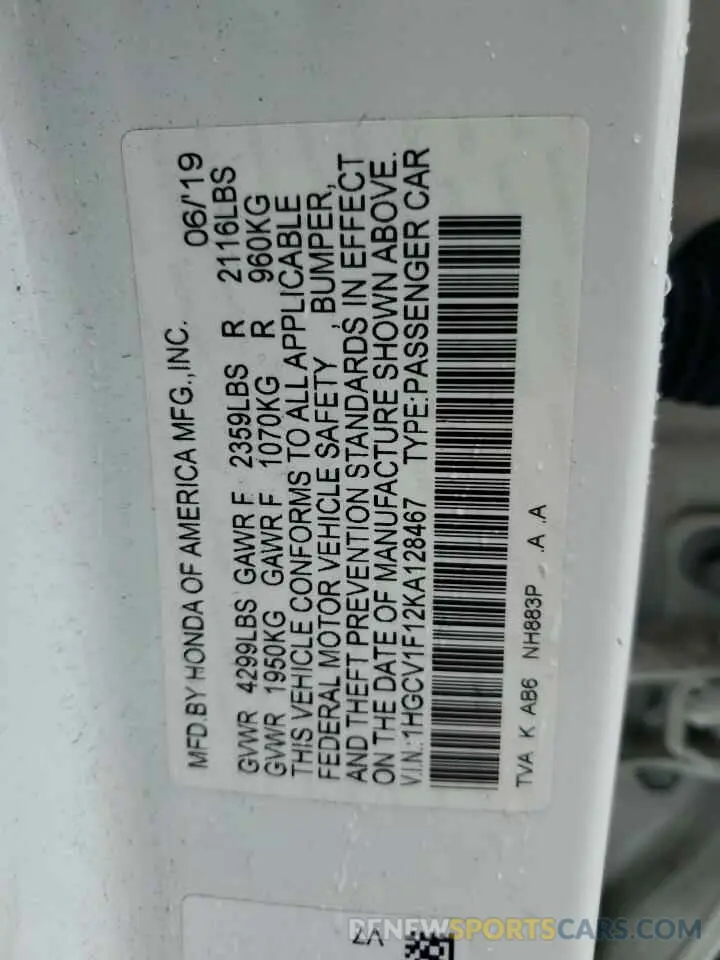 MFD.BY HONDA OF AMERICA MFG.,INC. 06/'19
GVWR 4299LBS GAWR F 2359LBS R 2116LBS
GVWR 1950KG GAWR F 1070KG R 960KG
THIS VEHICLE CONFORMS TO ALL APPLICABLE
FEDERAL MOTOR VEHICLE SAFETY , BUMPER,
AND THEFT PREVENTION STANDARDS IN EFFECT
ON THE DATE OF MANUFACTURE SHOWN ABOVE.
V.I.N.:1HGCV1F12KA128467 TYPE:PASSENGER CAR
TVA K AB6 NH883P .A .A
RENEWSPORTSCARS.COM